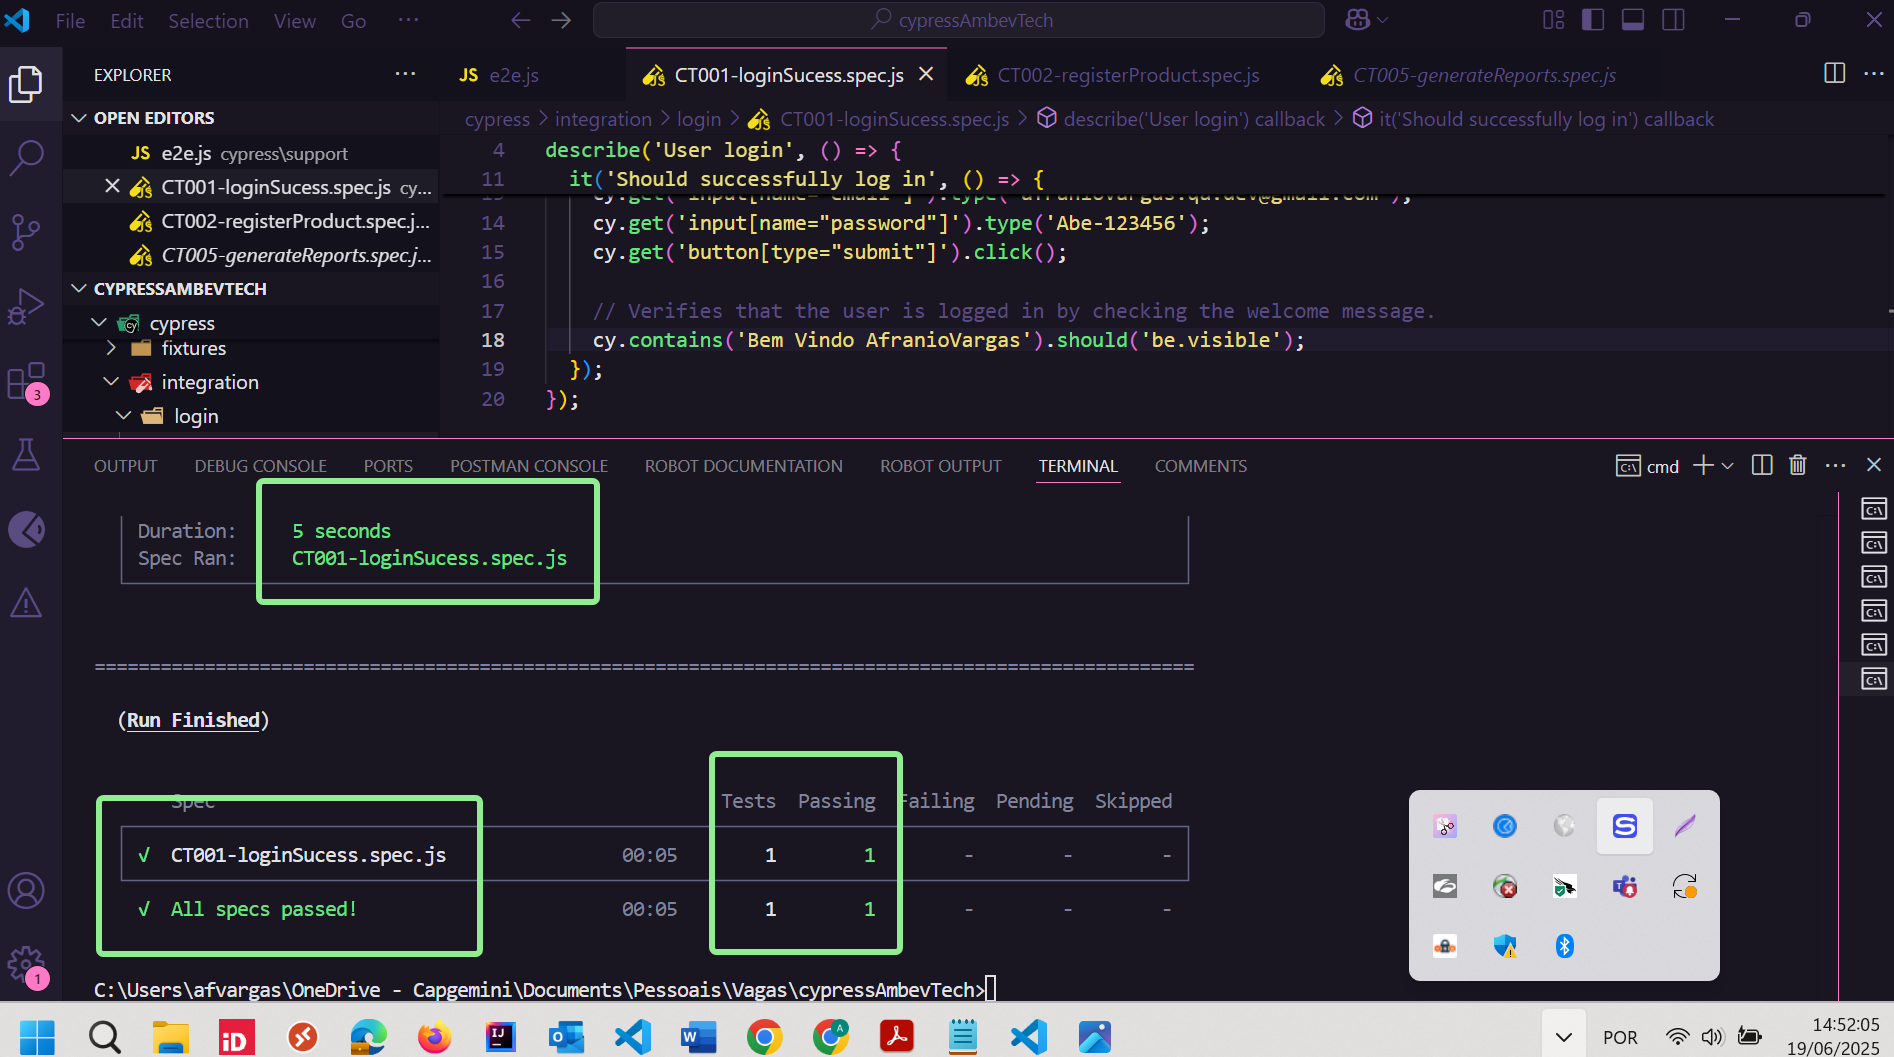 File Edit Selection View Go ··· cypressAmbevTech
EXPLORER ···
JS e2e.js CT001-loginSucess.spec.js CT002-registerProduct.spec.js CT005-generateReports.spec.js ···
OPEN EDITORS
JS e2e.js cypress\support
CT001-loginSucess.spec.js cy...
CT002-registerProduct.spec.j...
CT005-generateReports.spec.j...
CYPRESSAMBEVTECH
cypress
fixtures
integration
login
cypress > integration > login > CT001-loginSucess.spec.js > describe('User login') callback > it('Should successfully log in') callback
4 describe('User login', () => {
11 it('Should successfully log in', () => {
14 cy.get('input[name="password"]').type('Abe-123456');
15 cy.get('button[type="submit"]').click();
16
17 // Verifies that the user is logged in by checking the welcome message.
18 cy.contains('Bem Vindo AfranioVargas').should('be.visible');
19 });
20 });
3
1
OUTPUT DEBUG CONSOLE PORTS POSTMAN CONSOLE ROBOT DOCUMENTATION ROBOT OUTPUT TERMINAL COMMENTS
cmd ···
Duration: 5 seconds
Spec Ran: CT001-loginSucess.spec.js
====================================================================================================
(Run Finished)
Spec Tests Passing Failing Pending Skipped
√ CT001-loginSucess.spec.js 00:05 1 1 - - -
√ All specs passed! 00:05 1 1 - - -
C:\Users\afvargas\OneDrive - Capgemini\Documents\Pessoais\Vagas\cypressAmbevTech>
POR
14:52:05
19/06/2025